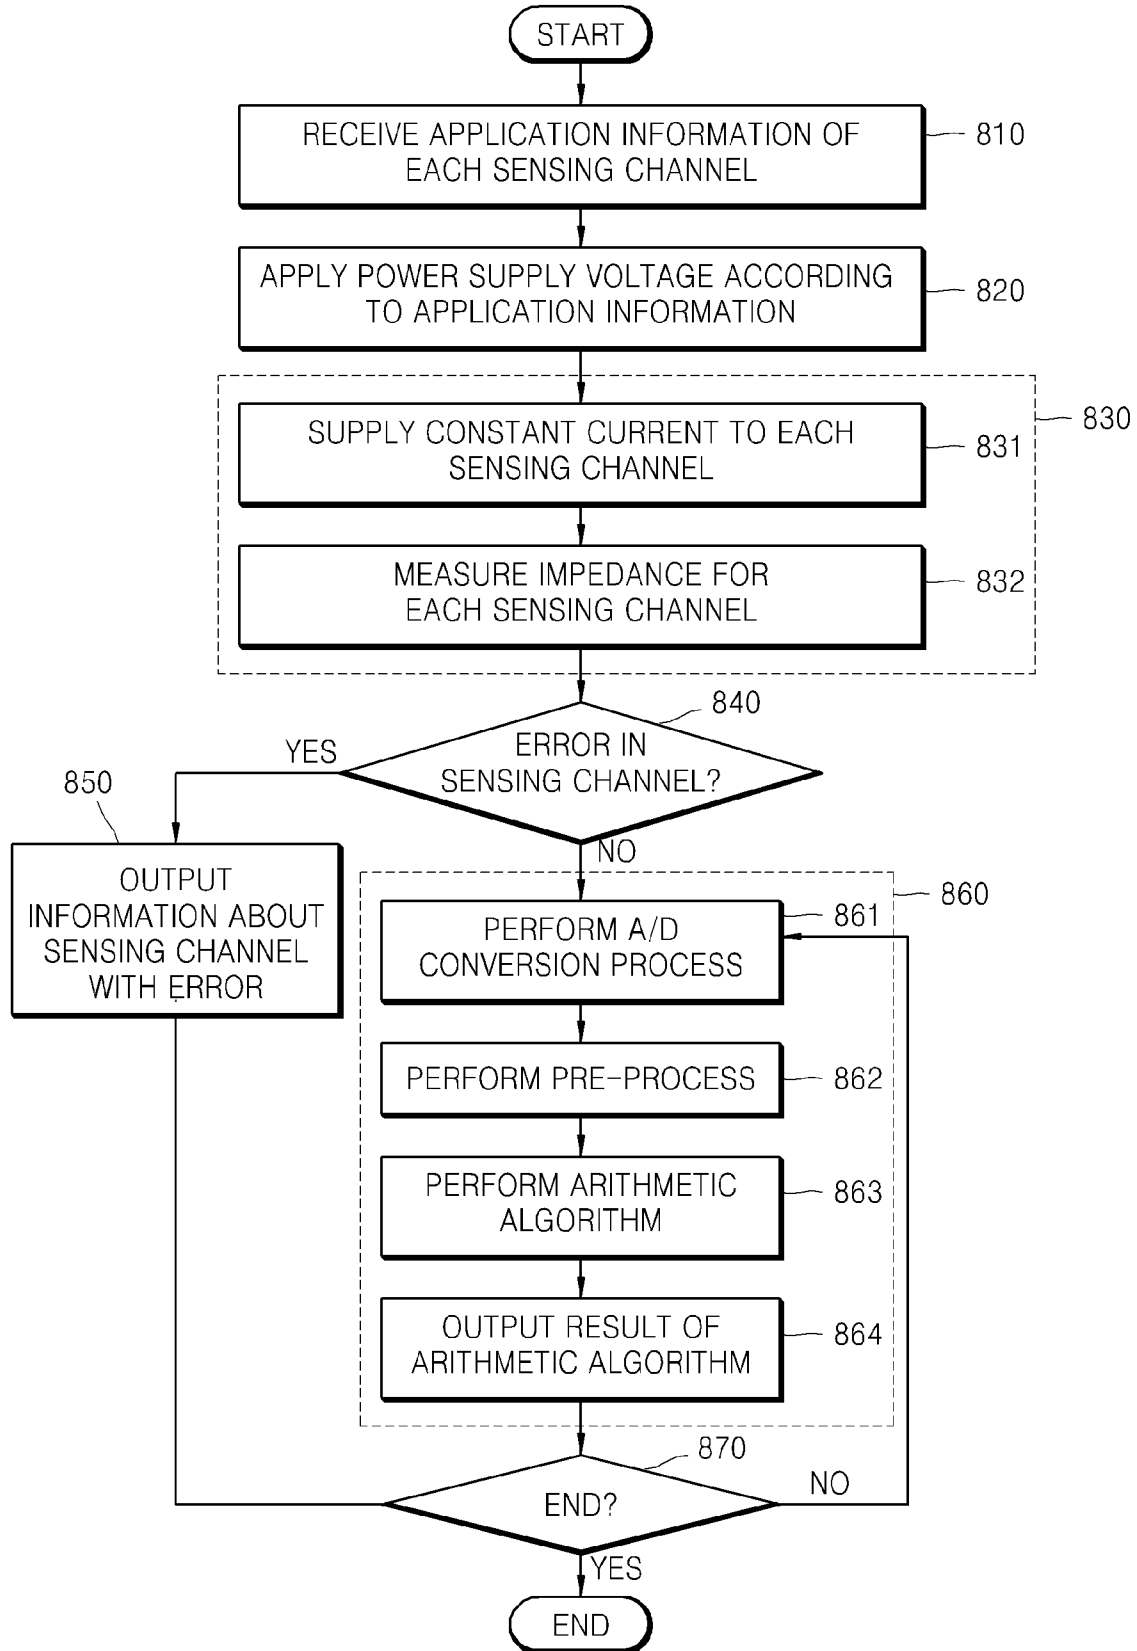 START
RECEIVE APPLICATION INFORMATION OF
EACH SENSING CHANNEL
810
APPLY POWER SUPPLY VOLTAGE ACCORDING
TO APPLICATION INFORMATION
820
830
SUPPLY CONSTANT CURRENT TO EACH
SENSING CHANNEL
831
MEASURE IMPEDANCE FOR
EACH SENSING CHANNEL
832
840
ERROR IN
SENSING CHANNEL?
YES
NO
850
OUTPUT
INFORMATION ABOUT
SENSING CHANNEL
WITH ERROR
860
PERFORM A/D
CONVERSION PROCESS
861
PERFORM PRE-PROCESS
862
PERFORM ARITHMETIC
ALGORITHM
863
OUTPUT RESULT OF
ARITHMETIC ALGORITHM
864
870
END?
NO
YES
END